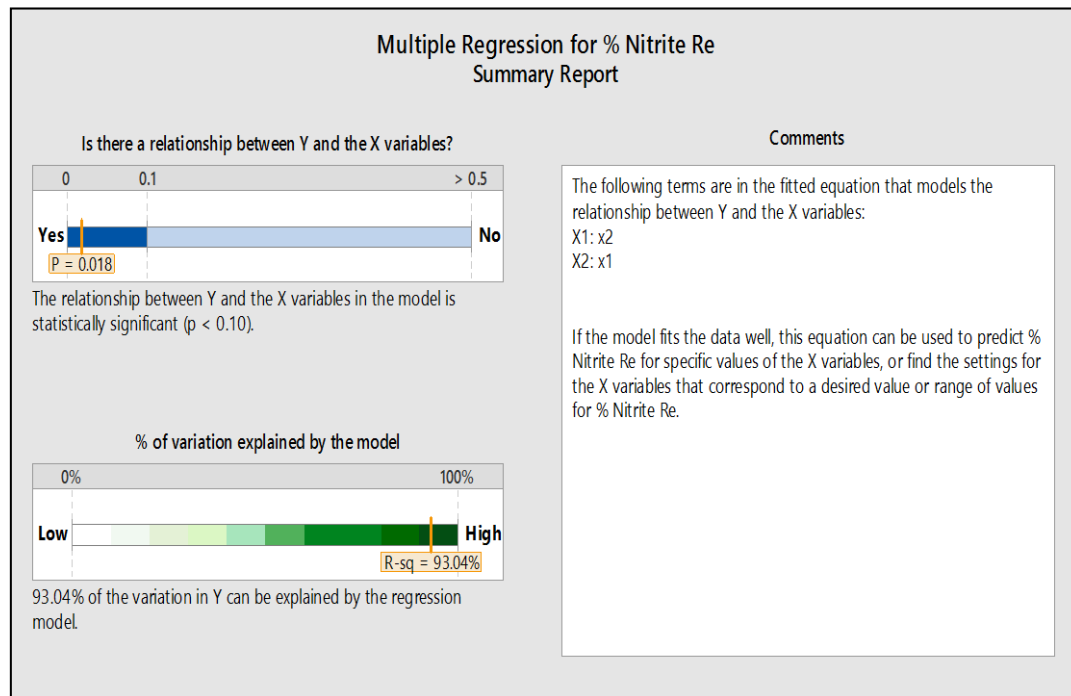 Multiple Regression for % Nitrite Re
Summary Report
Is there a relationship between Y and the X variables?
0 0.1 > 0.5
Yes No
P = 0.018
The relationship between Y and the X variables in the model is
statistically significant (p < 0.10).
% of variation explained by the model
0% 100%
Low High
R-sq = 93.04%
93.04% of the variation in Y can be explained by the regression
model.
Comments
The following terms are in the fitted equation that models the
relationship between Y and the X variables:
X1: x2
X2: x1
If the model fits the data well, this equation can be used to predict %
Nitrite Re for specific values of the X variables, or find the settings for
the X variables that correspond to a desired value or range of values
for % Nitrite Re.